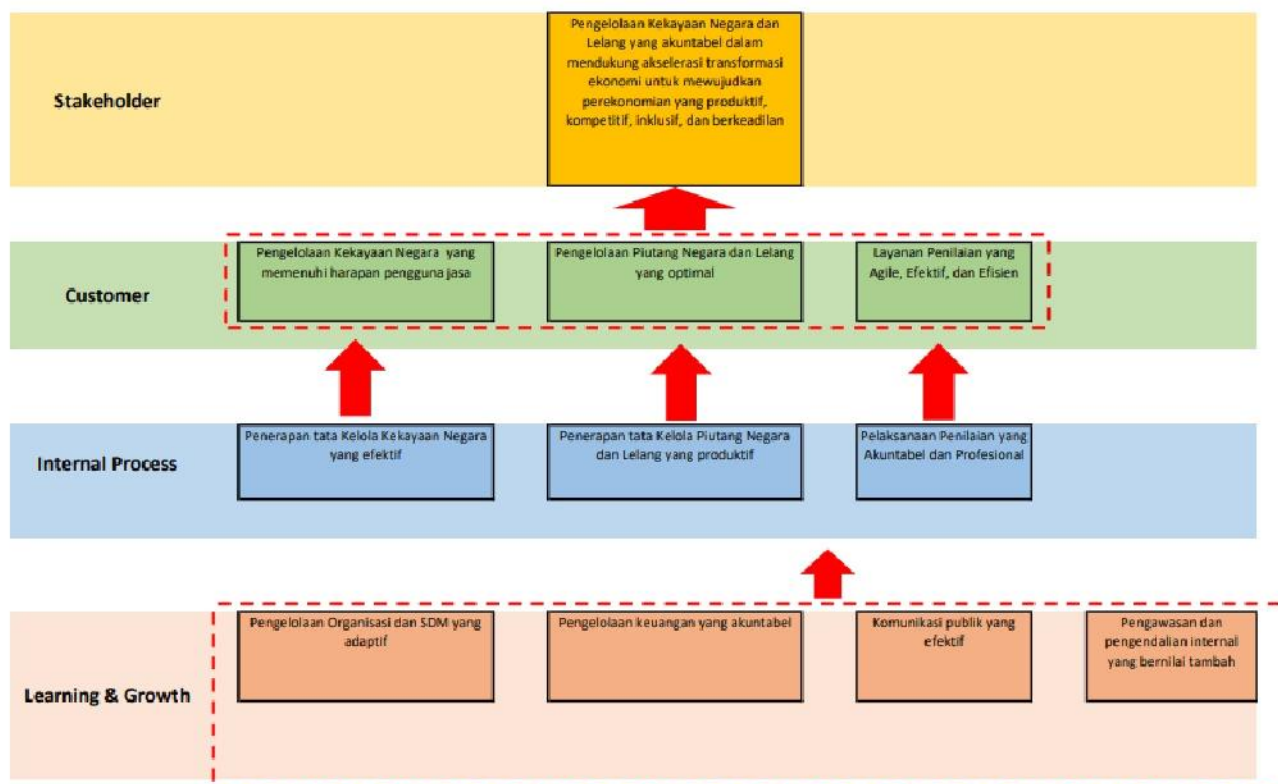 Stakeholder
Pengelolaan Kekayaan Negara dan
Lelang yang akuntabel dalam
mendukung akselerasi transformasi
ekonomi untuk mewujudkan
perekonomian yang produktif,
kompetitif, inklusif, dan berkeadilan
Customer
Pengelolaan Kekayaan Negara yang
memenuhi harapan pengguna jasa
Pengelolaan Piutang Negara dan Lelang
yang optimal
Layanan Penilaian yang
Agile, Efektif, dan Efisien
Internal Process
Penerapan tata Kelola Kekayaan Negara
yang efektif
Penerapan tata Kelola Piutang Negara
dan Lelang yang produktif
Pelaksanaan Penilaian yang
Akuntabel dan Profesional
Learning & Growth
Pengelolaan Organisasi dan SDM yang
adaptif
Pengelolaan keuangan yang akuntabel
Komunikasi publik yang
efektif
Pengawasan dan
pengendalian internal
yang bernilai tambah